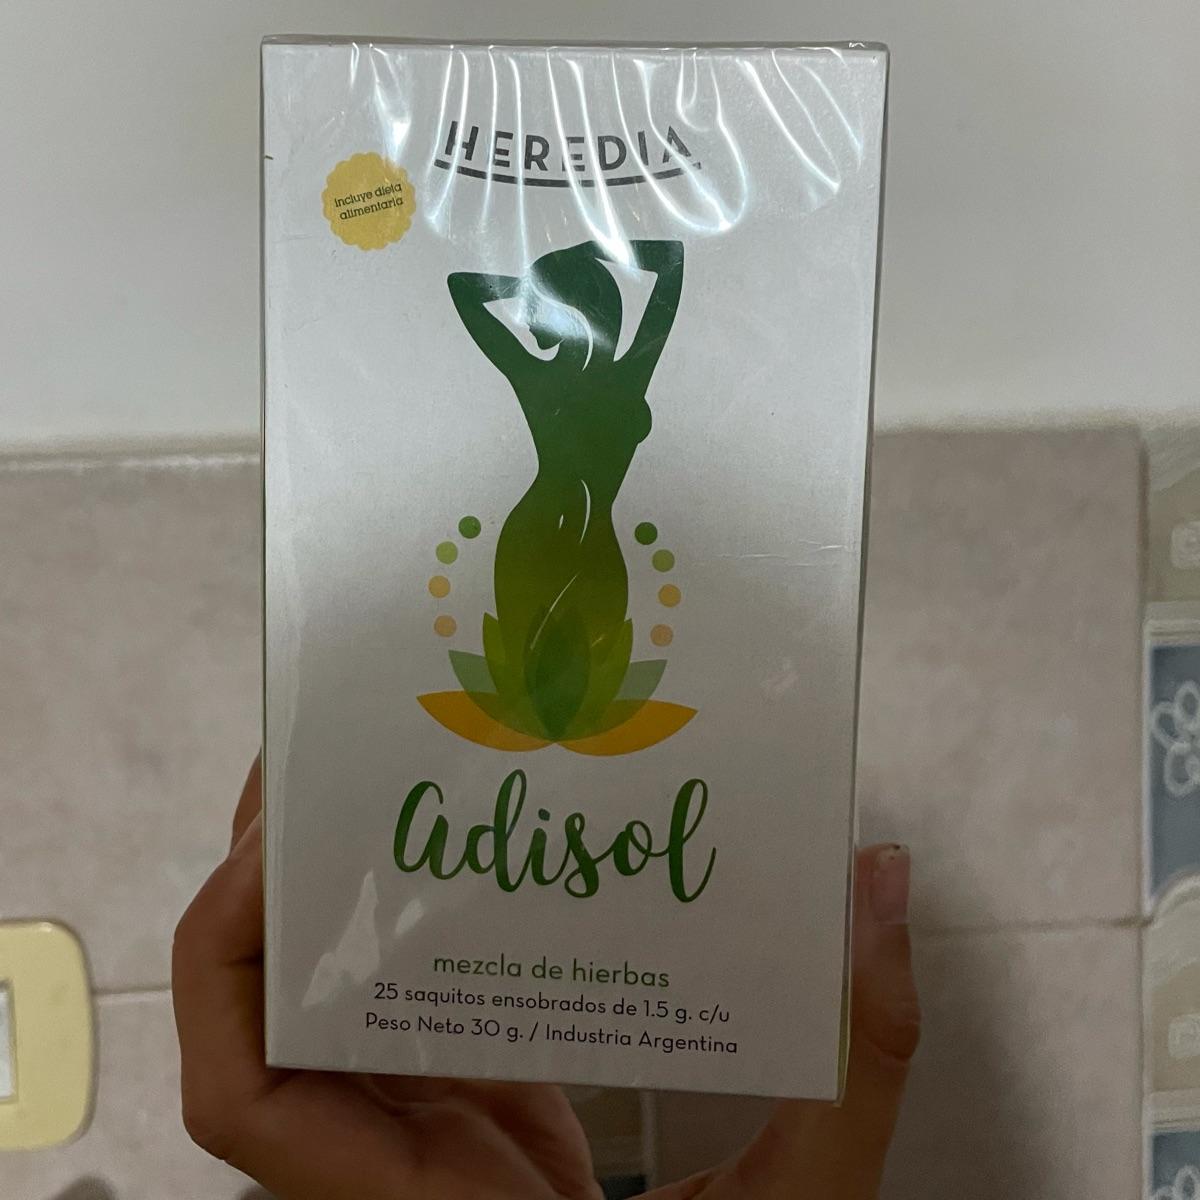 HEREDIA
incluye dieta
alimentaria
adisol
mezcla de hierbas
25 saquitos ensobrados de 1.5 g. c/u
Peso Neto 30 g. / Industria Argentina